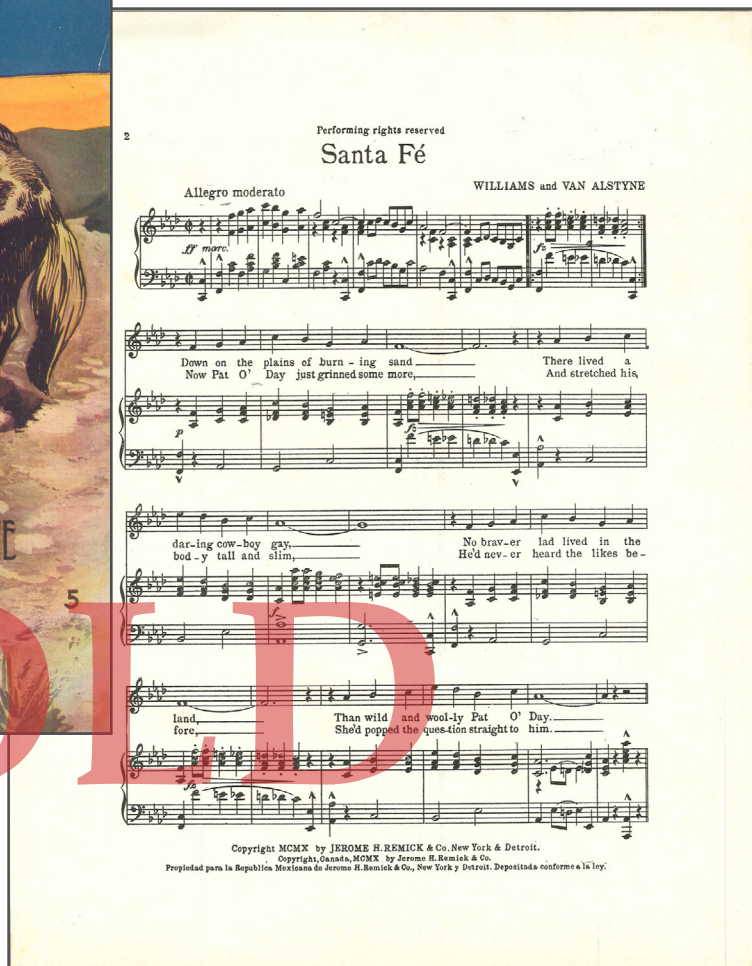 2
Performing rights reserved
Santa Fé
Allegro moderato
WILLIAMS and VAN ALSTYNE
ff marc.
fz
Down on the plains of burn - ing sand There lived a
Now Pat O' Day just grinned some more, And stretched his,
p
fz
dar-ing cow-boy gay, No brav-er lad lived in the
bod-y tall and slim, He'd nev-er heard the likes be-
land, Than wild and wool-ly Pat O' Day.
fore, She'd popped the ques-tion straight to him.
fz
Copyright MCMX by JEROME H. REMICK & Co. New York & Detroit.
Copyright, Canada, MCMX by Jerome H. Remick & Co.
Propiedad para la Republica Mexicana de Jerome H. Remick & Co., New York y Detroit. Depositada conforme a la ley.
E
5
OLD